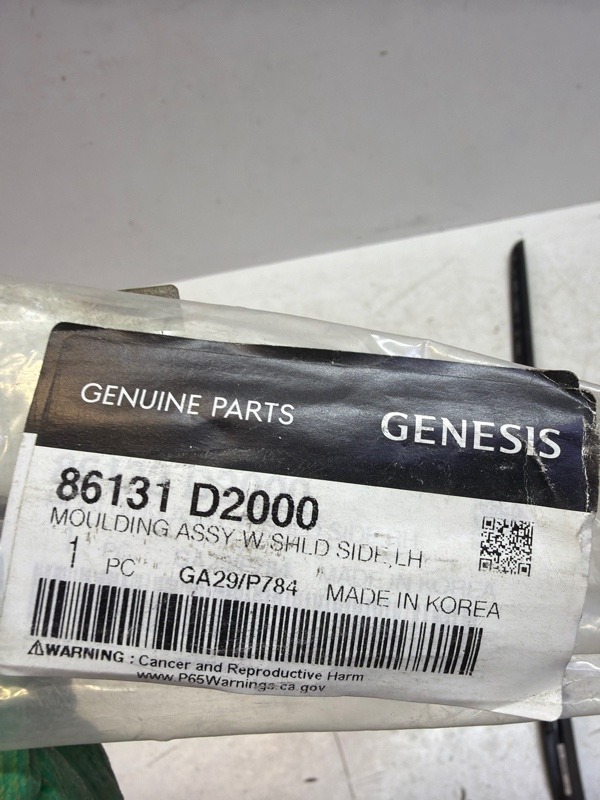 GENUINE PARTS GENESIS
86131 D2000
MOULDING ASSY-W/SHLD SIDE,LH
1 PC GA29/P784 MADE IN KOREA
⚠WARNING : Cancer and Reproductive Harm
www.P65Warnings.ca.gov